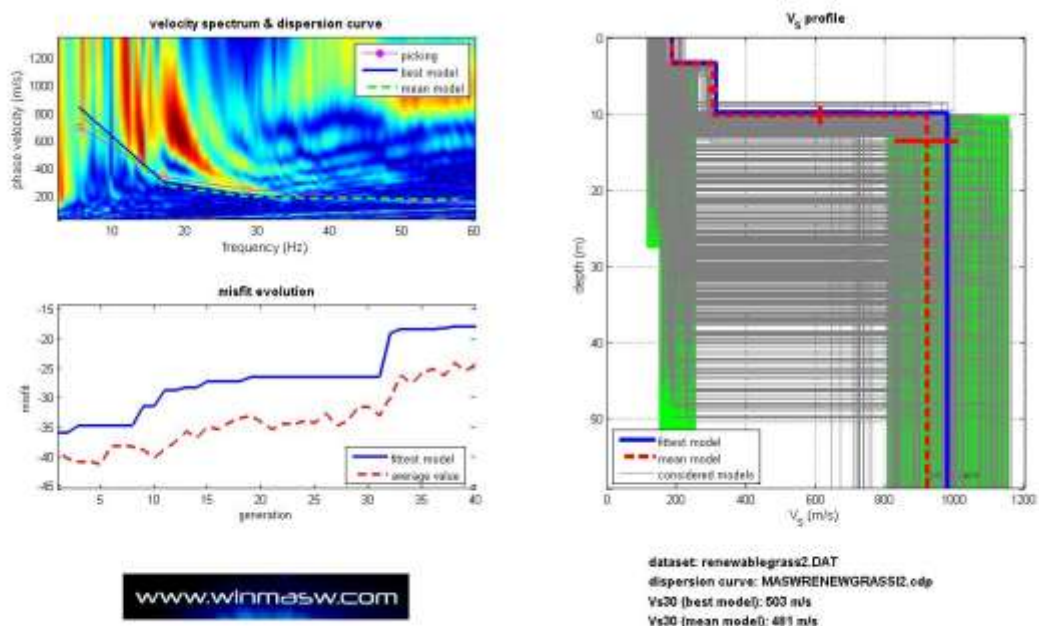 velocity spectrum & dispersion curve
phase velocity (m/s)
1200
1000
800
600
400
200
picking
best model
mean model
10 20 30 40 50 60
frequency (Hz)
misfit evolution
misfit
-15
-20
-25
-30
-35
-40
-45
fittest model
average value
5 10 15 20 25 30 35 40
generation
www.winmasw.com
VS profile
depth (m)
0
10
20
30
40
50
fittest model
mean model
considered models
0 200 400 600 800 1000 1200
VS (m/s)
dataset: renewablegrass2.DAT
dispersion curve: MASWRENEWGRASSI2.cdp
Vs30 (best model): 503 m/s
Vs30 (mean model): 481 m/s